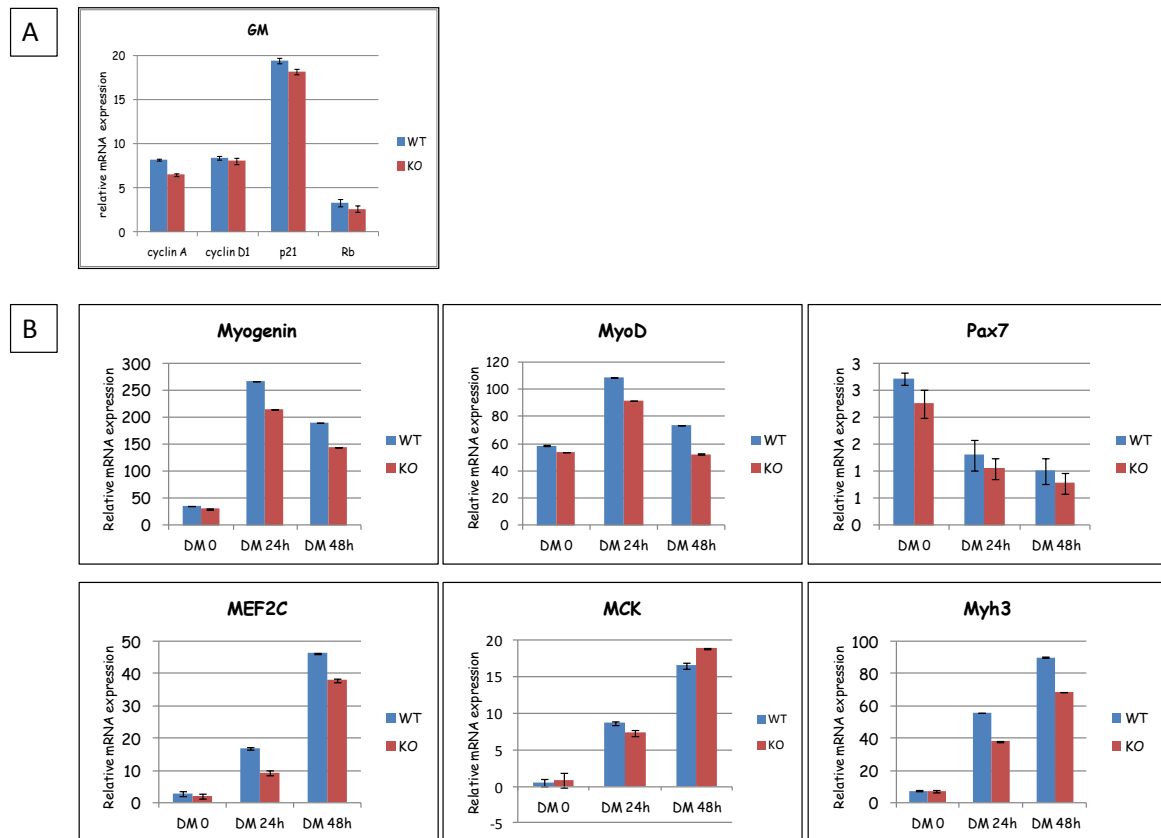 A
GM
relative mRNA expression
20
15
10
5
0
cyclin A cyclin D1 p21 Rb
WT
KO
B
Myogenin
Relative mRNA expression
300
250
200
150
100
50
0
DM 0 DM 24h DM 48h
WT
KO
MyoD
Relative mRNA expression
120
100
80
60
40
20
0
DM 0 DM 24h DM 48h
WT
KO
Pax7
Relative mRNA expression
3
3
2
2
1
1
0
DM 0 DM 24h DM 48h
WT
KO
MEF2C
Relative mRNA expression
50
40
30
20
10
0
DM 0 DM 24h DM 48h
WT
KO
MCK
Relative mRNA expression
20
15
10
5
0
-5
DM 0 DM 24h DM 48h
WT
KO
Myh3
Relative mRNA expression
100
80
60
40
20
0
DM 0 DM 24h DM 48h
WT
KO